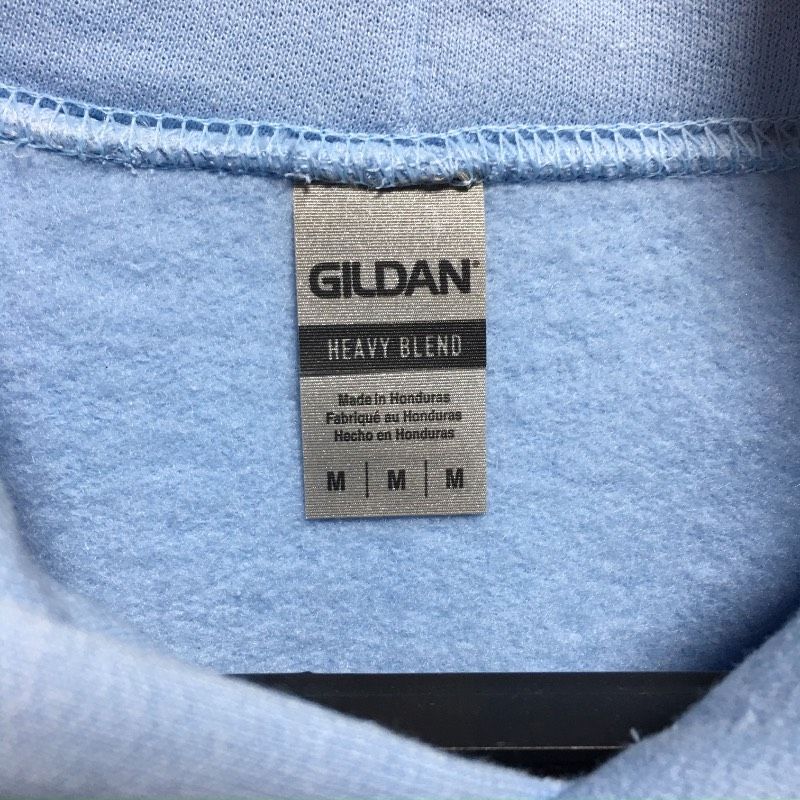 GILDAN®
HEAVY BLEND
Made in Honduras
Fabriqué au Honduras
Hecho en Honduras
M | M | M